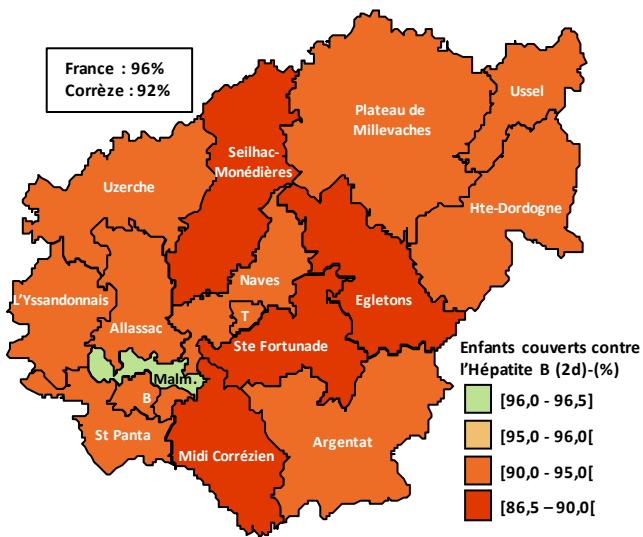 France : 96%
Corrèze : 92%
Ussel
Plateau de
Millevaches
Seilhac-
Monédières
Uzerche
Hte-Dordogne
Naves
L'Yssandonnais
Egletons
T
Allassac
Ste Fortunade
Malm.
B
St Panta
Argentat
Midi Corrézien
Enfants couverts contre
l'Hépatite B (2d)-(%)
[96,0 - 96,5]
[95,0 - 96,0[
[90,0 - 95,0[
[86,5 – 90,0[